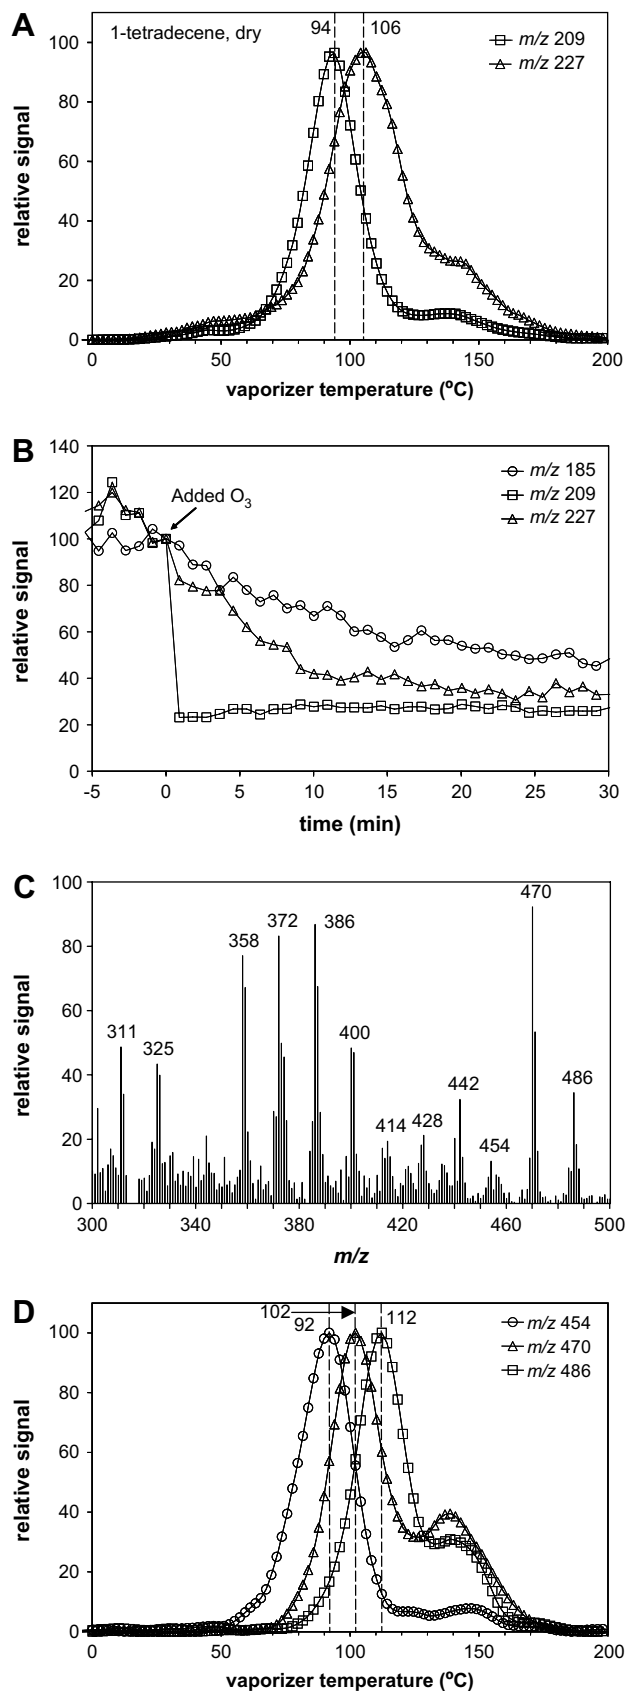 A
1-tetradecene, dry
94
106
m/z 209
m/z 227
100
80
60
40
20
0
relative signal
0 50 100 150 200
vaporizer temperature (ºC)
B
140
120
100
80
60
40
20
0
relative signal
Added O₃
m/z 185
m/z 209
m/z 227
-5 0 5 10 15 20 25 30
time (min)
C
100
80
60
40
20
0
relative signal
311
325
358
372
386
400
414
428
442
454
470
486
300 340 380 420 460 500
m/z
D
102
92
112
m/z 454
m/z 470
m/z 486
100
80
60
40
20
0
relative signal
0 50 100 150 200
vaporizer temperature (ºC)